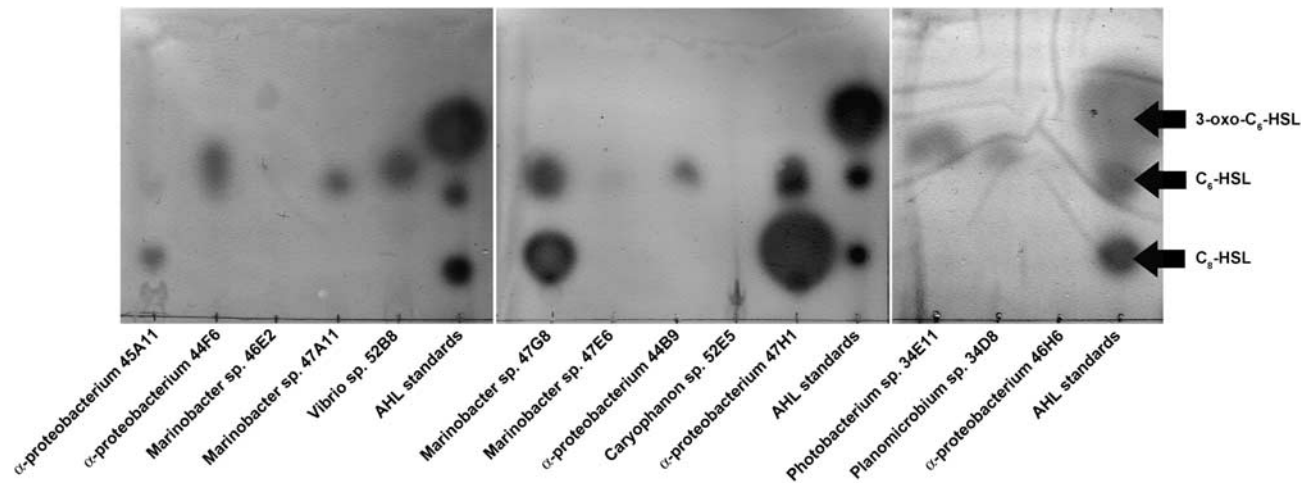 3-oxo-C₆-HSL
C₆-HSL
C₈-HSL
α-proteobacterium 45A11
α-proteobacterium 44F6
Marinobacter sp. 46E2
Marinobacter sp. 47A11
Vibrio sp. 52B8
AHL standards
Marinobacter sp. 47G8
Marinobacter sp. 47E6
α-proteobacterium 44B9
Caryophanon sp. 52E5
α-proteobacterium 47H1
AHL standards
Photobacterium sp. 34E11
Planomicrobium sp. 34D8
α-proteobacterium 46H6
AHL standards